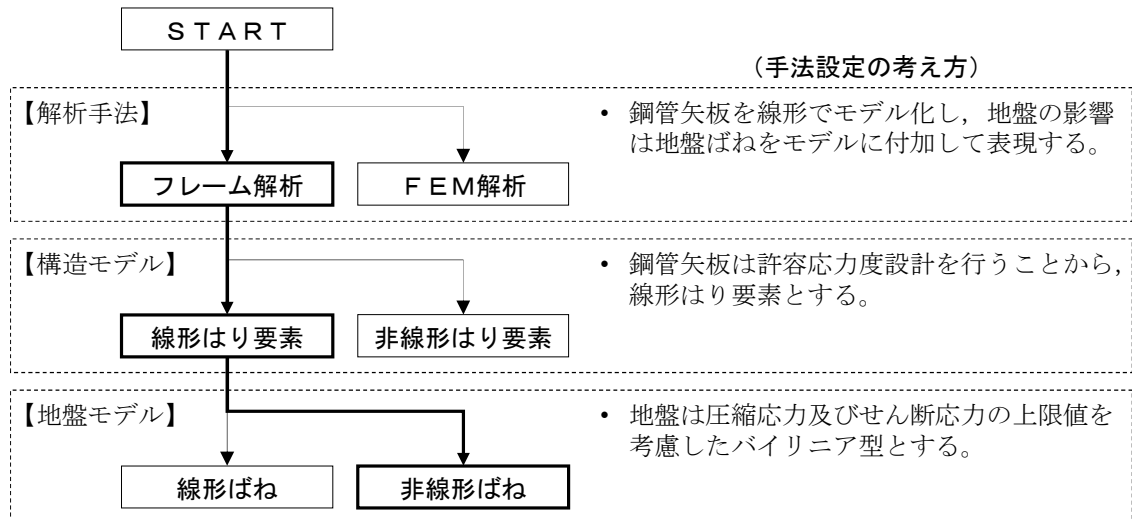 ＳＴＡＲＴ
（手法設定の考え方）
【解析手法】
• 鋼管矢板を線形でモデル化し，地盤の影響
は地盤ばねをモデルに付加して表現する。
フレーム解析
ＦＥＭ解析
【構造モデル】
• 鋼管矢板は許容応力度設計を行うことから，
線形はり要素とする。
線形はり要素
非線形はり要素
【地盤モデル】
• 地盤は圧縮応力及びせん断応力の上限値を
考慮したバイリニア型とする。
線形ばね
非線形ばね